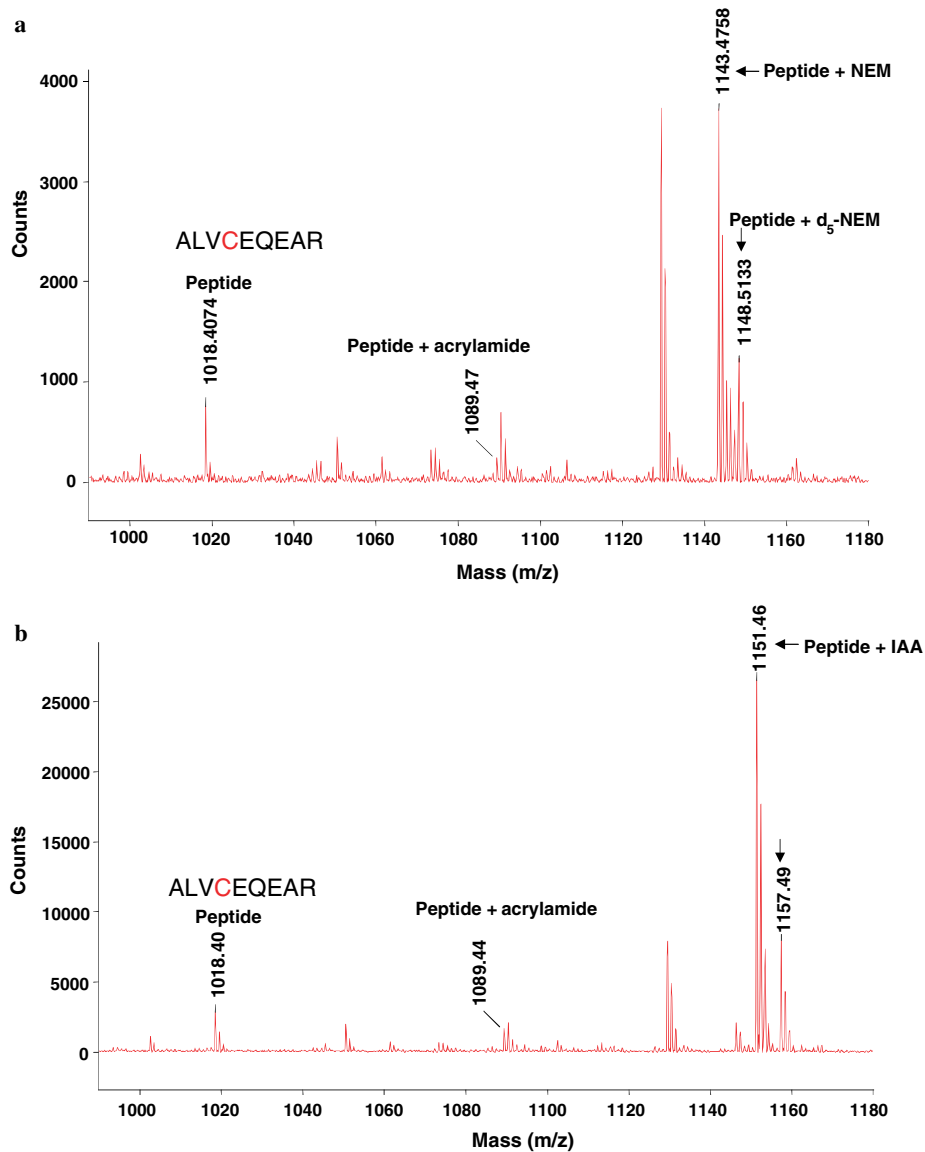 a
4000
3000
2000
1000
0
Counts
1143.4758
Peptide + NEM
Peptide + d5-NEM
1148.5133
ALVCEQEAR
Peptide
1018.4074
Peptide + acrylamide
1089.47
1000
1020
1040
1060
1080
1100
1120
1140
1160
1180
Mass (m/z)
b
25000
20000
15000
10000
5000
0
Counts
1151.46
Peptide + IAA
1157.49
ALVCEQEAR
Peptide
1018.40
Peptide + acrylamide
1089.44
1000
1020
1040
1060
1080
1100
1120
1140
1160
1180
Mass (m/z)